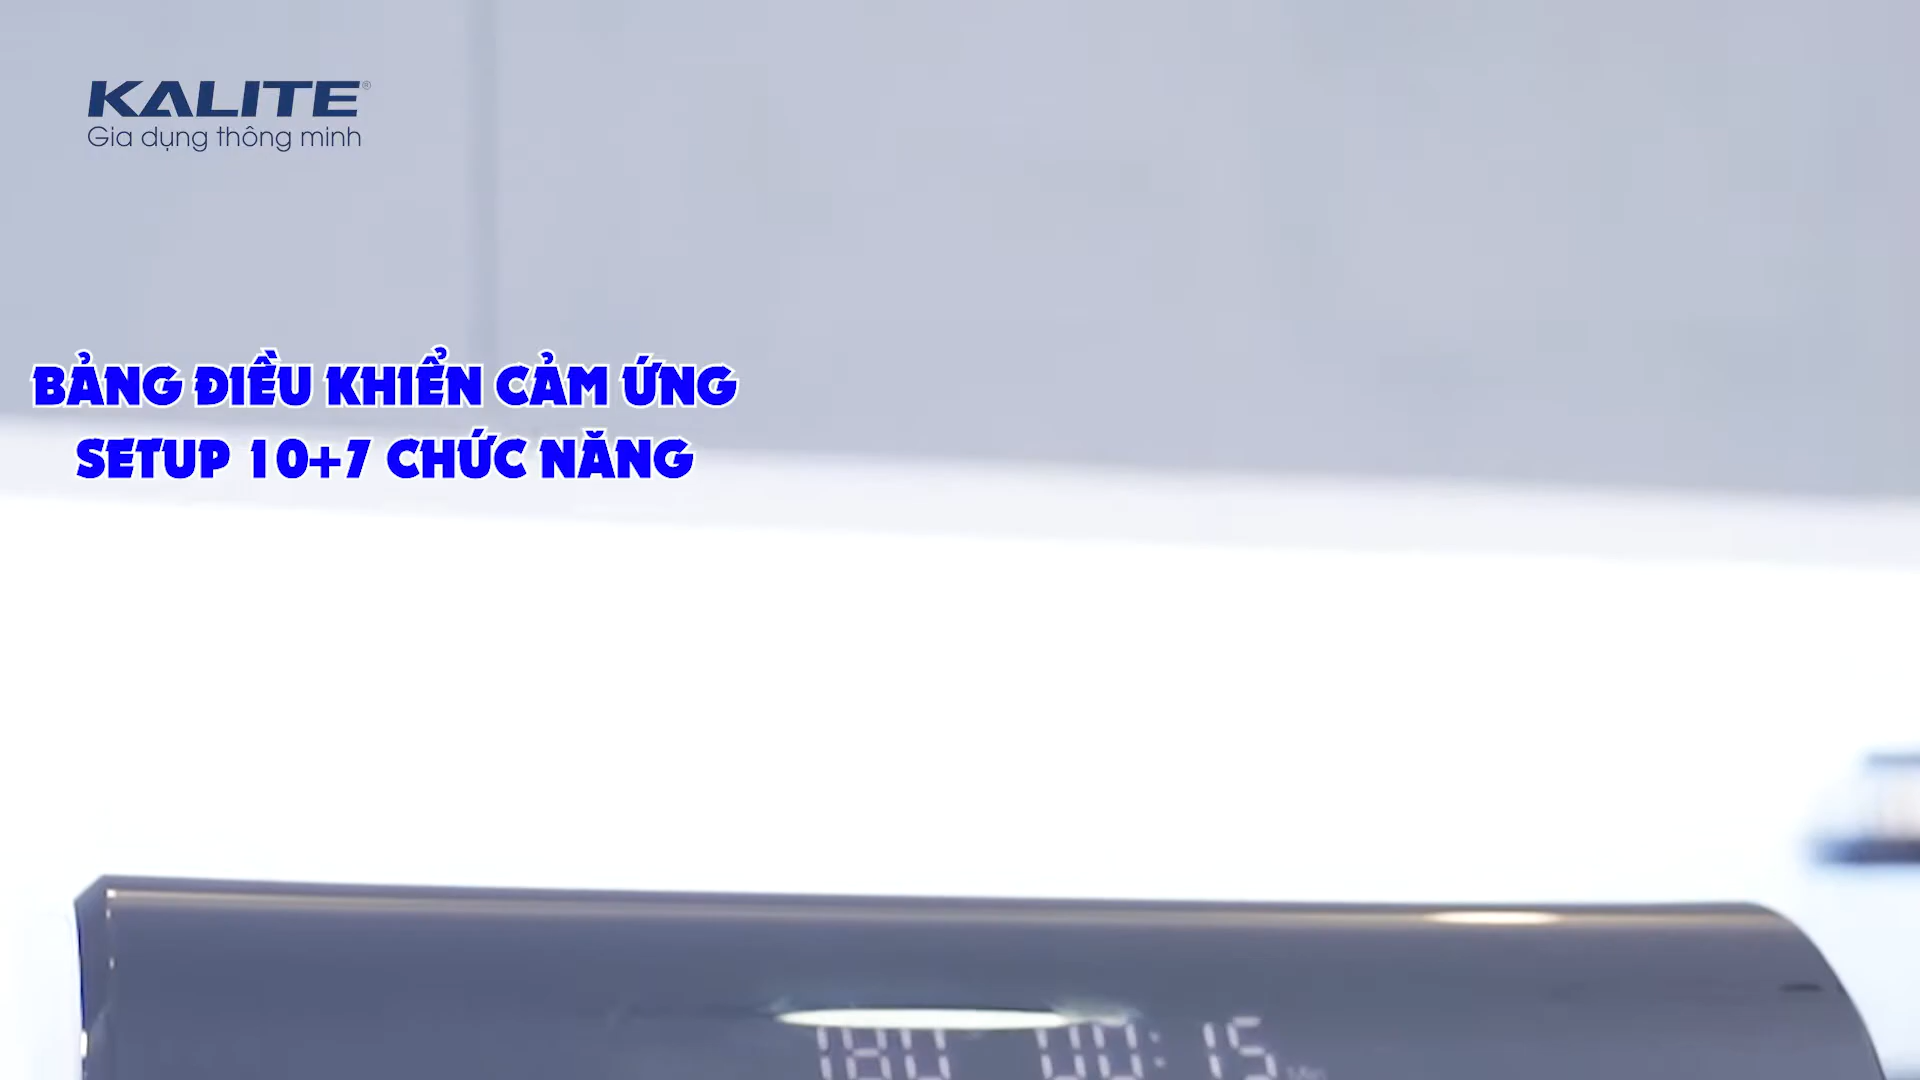 KALITE®
Gia dụng thông minh
BẢNG ĐIỀU KHIỂN CẢM ỨNG
SETUP 10+7 CHỨC NĂNG
180 00:15